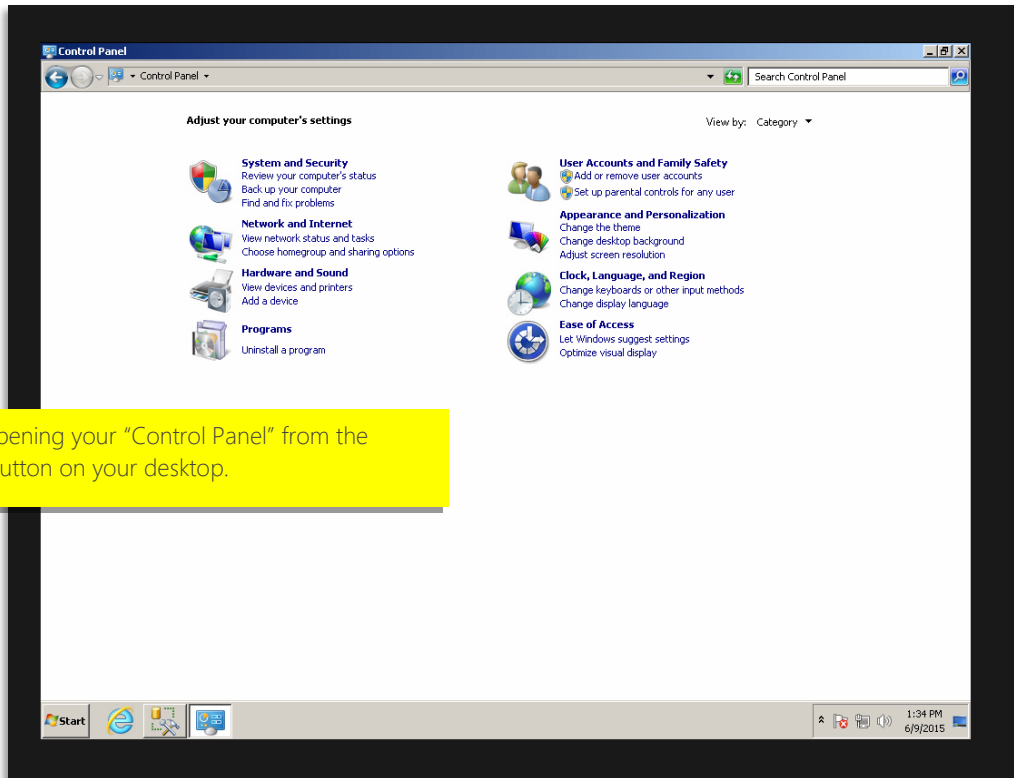 Control Panel
Control Panel
Search Control Panel
Adjust your computer's settings
View by: Category
System and Security
Review your computer's status
Back up your computer
Find and fix problems
Network and Internet
View network status and tasks
Choose homegroup and sharing options
Hardware and Sound
View devices and printers
Add a device
Programs
Uninstall a program
User Accounts and Family Safety
Add or remove user accounts
Set up parental controls for any user
Appearance and Personalization
Change the theme
Change desktop background
Adjust screen resolution
Clock, Language, and Region
Change keyboards or other input methods
Change display language
Ease of Access
Let Windows suggest settings
Optimize visual display
your “Control Panel” from the
on your desktop.
Start
1:34 PM
6/9/2015